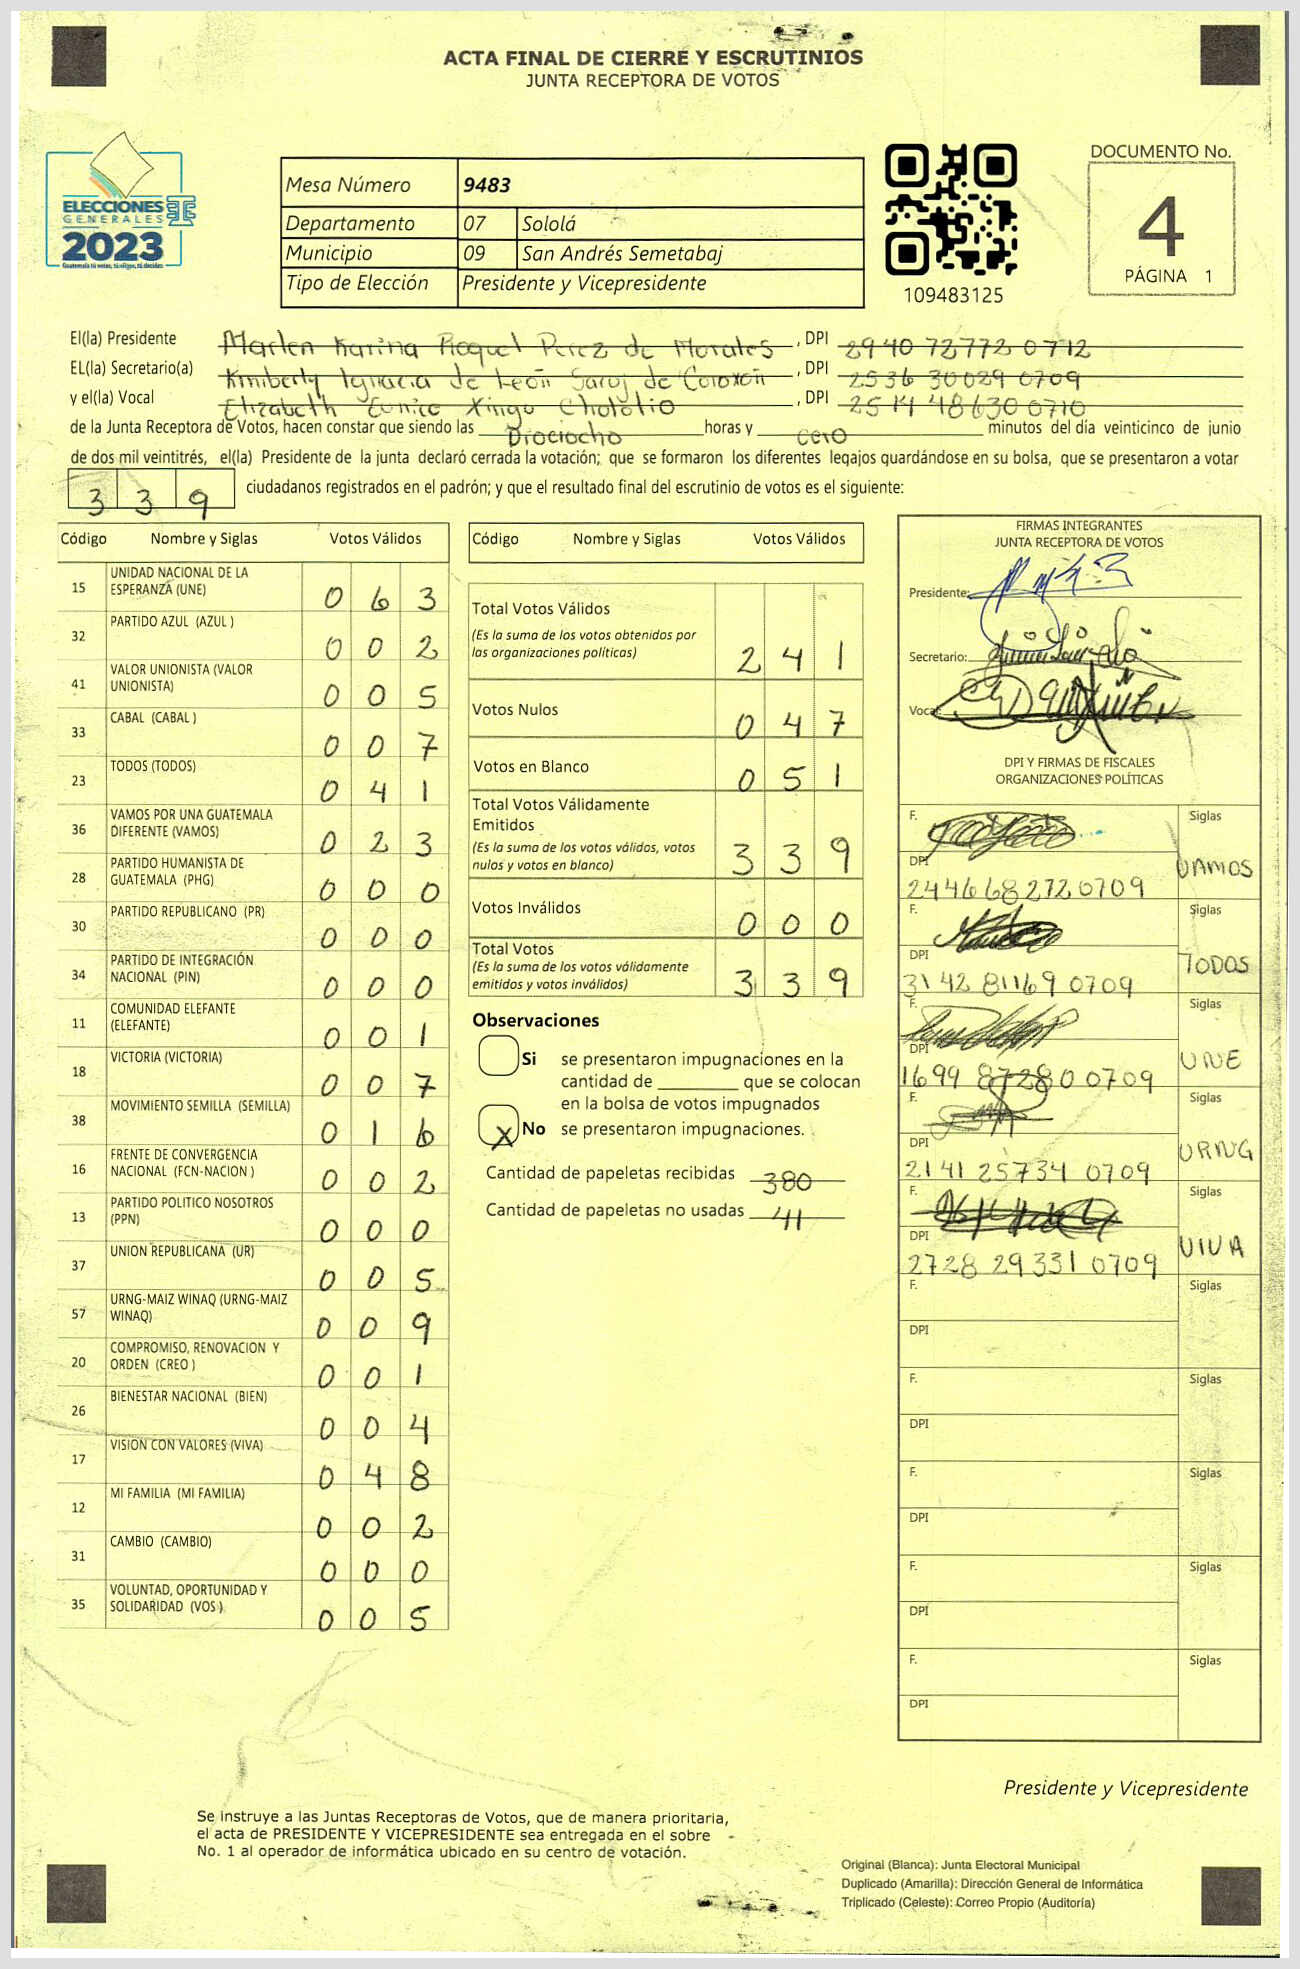 ACTA FINAL DE CIERRE Y ESCRUTINIOS
JUNTA RECEPTORA DE VOTOS
ELECCIONES
GENERALES
2023
Guatemala tú votas, tú eliges, tú decides
Mesa Número 9483
Departamento 07 Sololá
Municipio 09 San Andrés Semetabaj
Tipo de Elección Presidente y Vicepresidente
109483125
DOCUMENTO No.
4
PÁGINA 1
El(la) Presidente Marlen Karina Raquel Perez de Morales, DPI 2940 72772 0712
EL(la) Secretario(a) Kimberly Ignacia de León Saroj de Coroxón, DPI 2536 30029 0709
y el(la) Vocal Elizabeth Eunice Xingo Cholotio, DPI 2514 48630 0710
de la Junta Receptora de Votos, hacen constar que siendo las Dieciocho horas y cero minutos del día veinticinco de junio
de dos mil veintitrés, el(la) Presidente de la junta declaró cerrada la votación; que se formaron los diferentes legajos guardándose en su bolsa, que se presentaron a votar
339 ciudadanos registrados en el padrón; y que el resultado final del escrutinio de votos es el siguiente:
Código Nombre y Siglas Votos Válidos
15 UNIDAD NACIONAL DE LA ESPERANZA (UNE) 0 6 3
32 PARTIDO AZUL (AZUL ) 0 0 2
41 VALOR UNIONISTA (VALOR UNIONISTA) 0 0 5
33 CABAL (CABAL ) 0 0 7
23 TODOS (TODOS) 0 4 1
36 VAMOS POR UNA GUATEMALA DIFERENTE (VAMOS) 0 2 3
28 PARTIDO HUMANISTA DE GUATEMALA (PHG) 0 0 0
30 PARTIDO REPUBLICANO (PR) 0 0 0
34 PARTIDO DE INTEGRACIÓN NACIONAL (PIN) 0 0 0
11 COMUNIDAD ELEFANTE (ELEFANTE) 0 0 1
18 VICTORIA (VICTORIA) 0 0 7
38 MOVIMIENTO SEMILLA (SEMILLA) 0 1 6
16 FRENTE DE CONVERGENCIA NACIONAL (FCN-NACION ) 0 0 2
13 PARTIDO POLITICO NOSOTROS (PPN) 0 0 0
37 UNION REPUBLICANA (UR) 0 0 5
57 URNG-MAIZ WINAQ (URNG-MAIZ WINAQ) 0 0 9
20 COMPROMISO, RENOVACION Y ORDEN (CREO ) 0 0 1
26 BIENESTAR NACIONAL (BIEN) 0 0 4
17 VISION CON VALORES (VIVA) 0 4 8
12 MI FAMILIA (MI FAMILIA) 0 0 2
31 CAMBIO (CAMBIO) 0 0 0
35 VOLUNTAD, OPORTUNIDAD Y SOLIDARIDAD (VOS ) 0 0 5
Código Nombre y Siglas Votos Válidos
Total Votos Válidos
(Es la suma de los votos obtenidos por
las organizaciones políticas) 2 4 1
Votos Nulos 0 4 7
Votos en Blanco 0 5 1
Total Votos Válidamente
Emitidos
(Es la suma de los votos válidos, votos
nulos y votos en blanco) 3 3 9
Votos Inválidos 0 0 0
Total Votos
(Es la suma de los votos válidamente
emitidos y votos inválidos) 3 3 9
Observaciones
Si se presentaron impugnaciones en la
cantidad de ________ que se colocan
en la bolsa de votos impugnados
X No se presentaron impugnaciones.
Cantidad de papeletas recibidas 380
Cantidad de papeletas no usadas 41
FIRMAS INTEGRANTES
JUNTA RECEPTORA DE VOTOS
Presidente:
Secretario:
Vocal:
DPI Y FIRMAS DE FISCALES
ORGANIZACIONES POLÍTICAS
F. Siglas
DPI VAMOS
2446682720709
F. Siglas
DPI TODOS
3142 81169 0709
F. Siglas
DPI UNE
1699 87280 0709
F. Siglas
DPI URNG
2141 25734 0709
F. Siglas
DPI VIVA
2728 29331 0709
F. Siglas
DPI
F. Siglas
DPI
F. Siglas
DPI
F. Siglas
DPI
F. Siglas
DPI
Presidente y Vicepresidente
Se instruye a las Juntas Receptoras de Votos, que de manera prioritaria,
el acta de PRESIDENTE Y VICEPRESIDENTE sea entregada en el sobre
No. 1 al operador de informática ubicado en su centro de votación.
Original (Blanca): Junta Electoral Municipal
Duplicado (Amarilla): Dirección General de Informática
Triplicado (Celeste): Correo Propio (Auditoría)